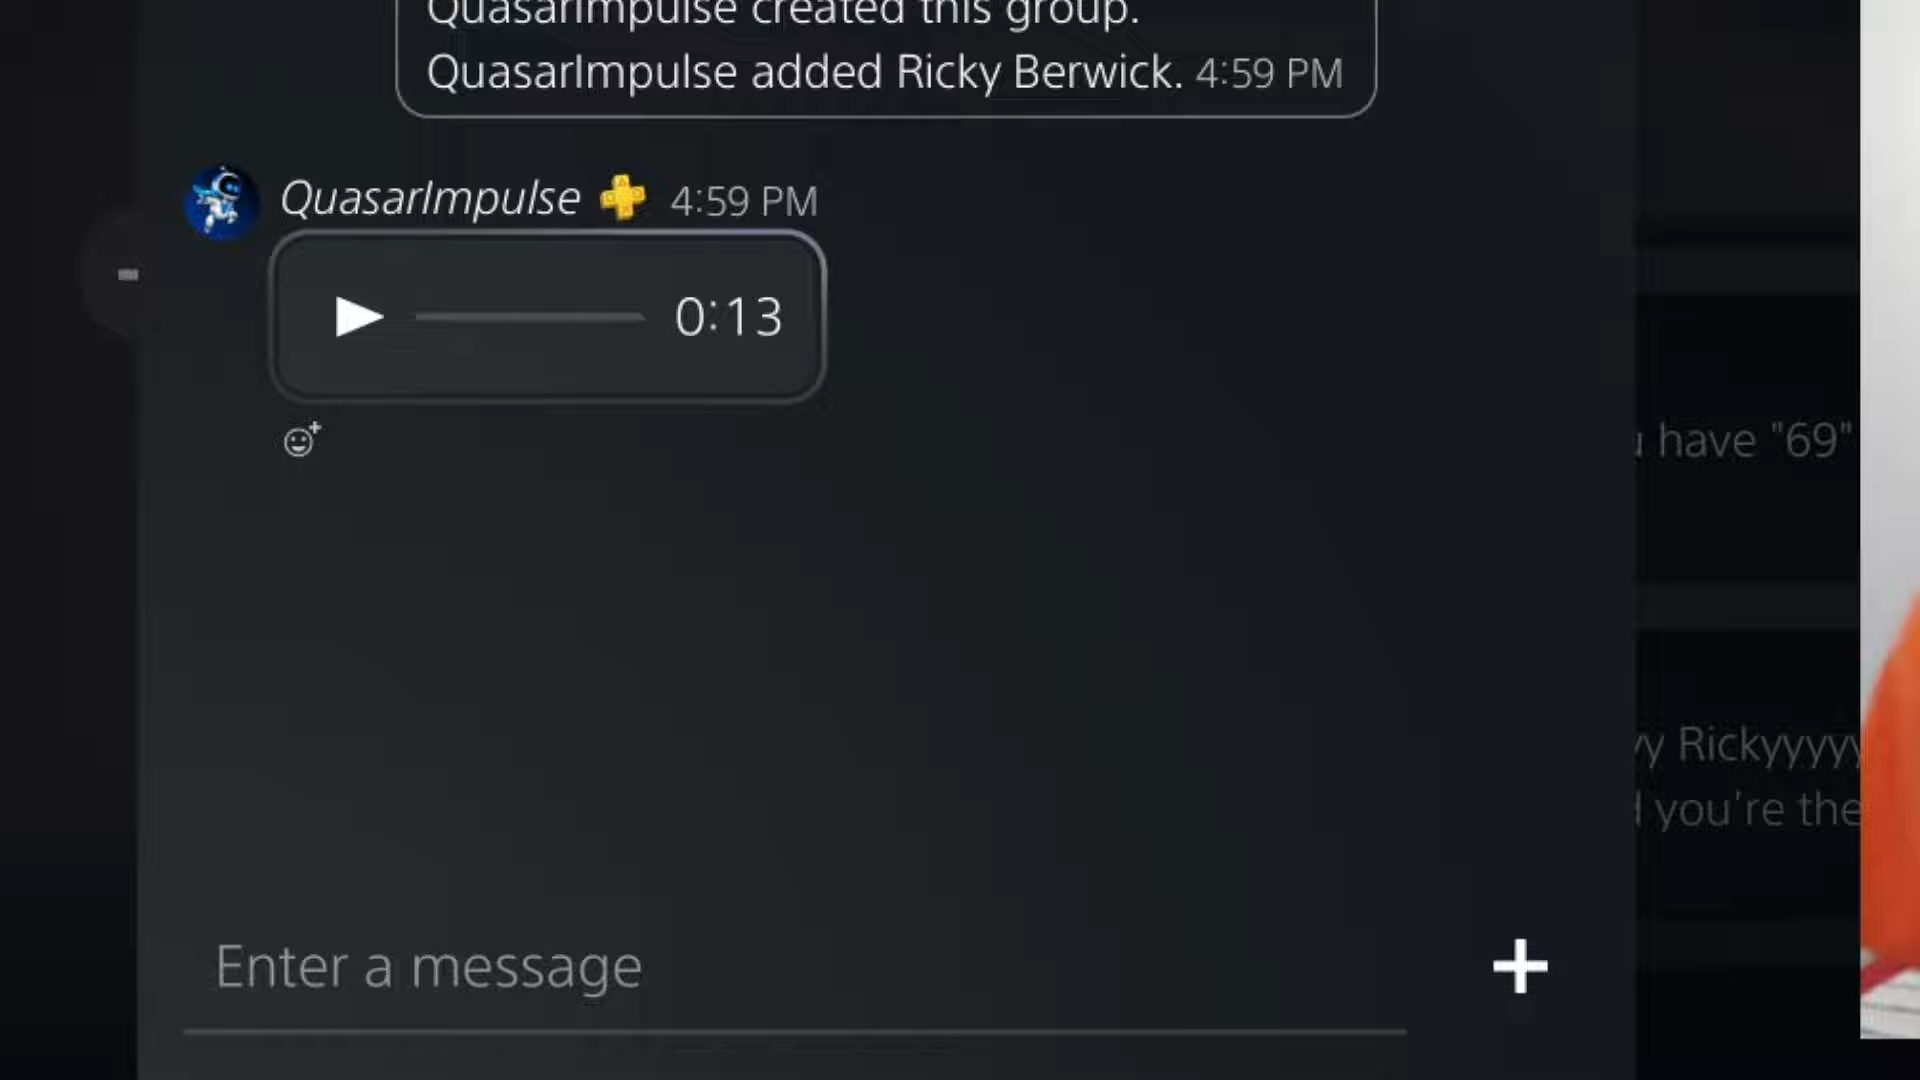 QuasarImpulse created this group.
QuasarImpulse added Ricky Berwick. 4:59 PM
QuasarImpulse 4:59 PM
0:13
have "69"
Rickyyyyy
you're the
Enter a message